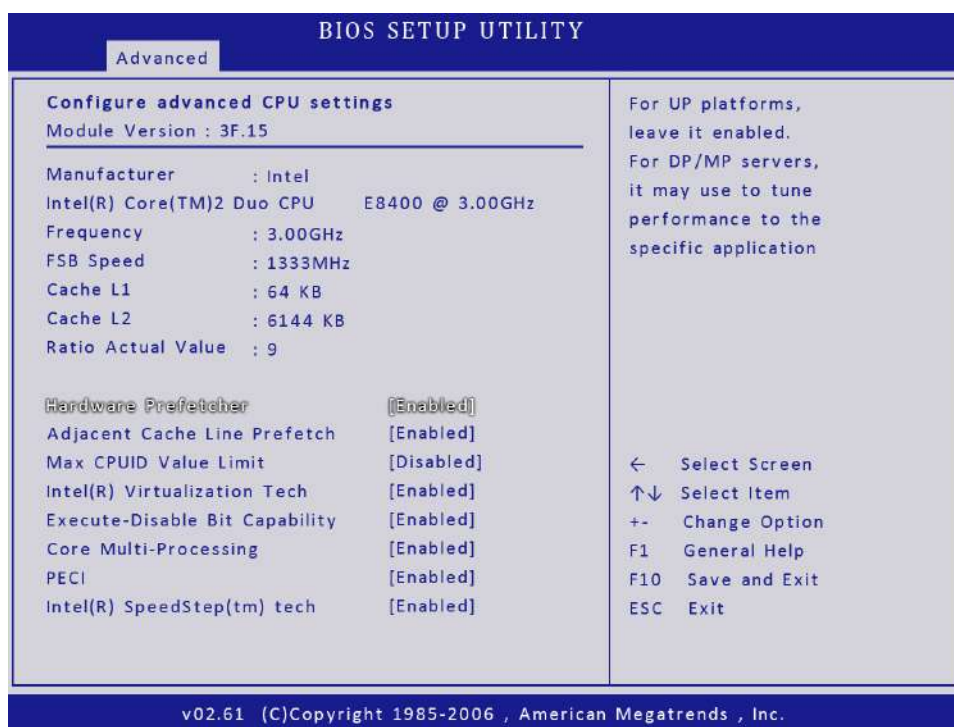 BIOS SETUP UTILITY
Advanced
Configure advanced CPU settings
Module Version : 3F.15
Manufacturer : Intel
Intel(R) Core(TM)2 Duo CPU E8400 @ 3.00GHz
Frequency : 3.00GHz
FSB Speed : 1333MHz
Cache L1 : 64 KB
Cache L2 : 6144 KB
Ratio Actual Value : 9
Hardware Prefetcher [Enabled]
Adjacent Cache Line Prefetch [Enabled]
Max CPUID Value Limit [Disabled]
Intel(R) Virtualization Tech [Enabled]
Execute-Disable Bit Capability [Enabled]
Core Multi-Processing [Enabled]
PECI [Enabled]
Intel(R) SpeedStep(tm) tech [Enabled]
For UP platforms,
leave it enabled.
For DP/MP servers,
it may use to tune
performance to the
specific application
← Select Screen
↑↓ Select Item
+- Change Option
F1 General Help
F10 Save and Exit
ESC Exit
v02.61 (C)Copyright 1985-2006 , American Megatrends , Inc.